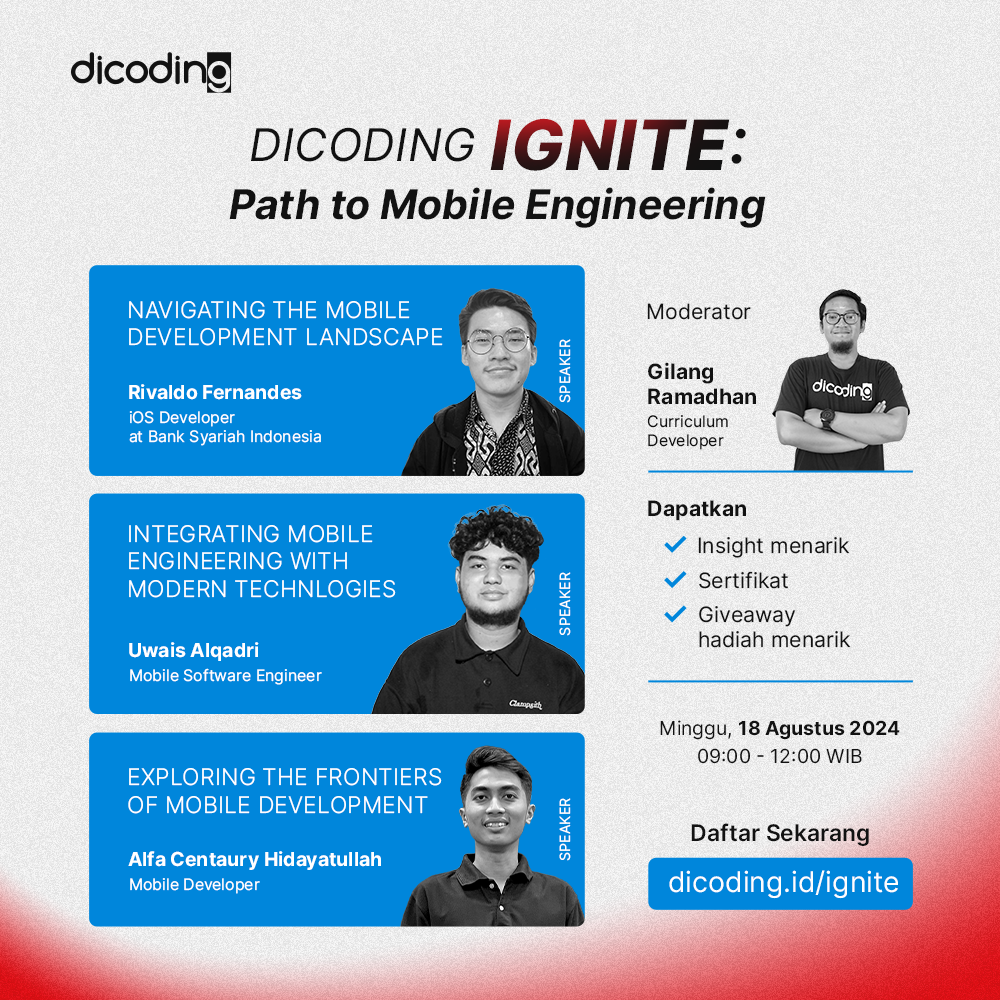 dicoding
DICODING IGNITE:
Path to Mobile Engineering
NAVIGATING THE MOBILE
DEVELOPMENT LANDSCAPE
Rivaldo Fernandes
iOS Developer
at Bank Syariah Indonesia
SPEAKER
INTEGRATING MOBILE
ENGINEERING WITH
MODERN TECHNLOGIES
Uwais Alqadri
Mobile Software Engineer
SPEAKER
EXPLORING THE FRONTIERS
OF MOBILE DEVELOPMENT
Alfa Centaury Hidayatullah
Mobile Developer
SPEAKER
Moderator
Gilang
Ramadhan
Curriculum
Developer
dicoding
Dapatkan
Insight menarik
Sertifikat
Giveaway
hadiah menarik
Minggu, 18 Agustus 2024
09:00 - 12:00 WIB
Daftar Sekarang
dicoding.id/ignite